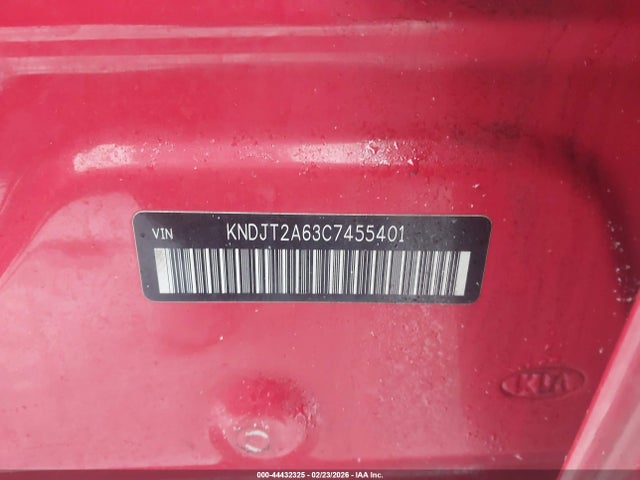 VIN KNDJT2A63C7455401
KIA
000-44432325 - 02/23/2026 - IAA Inc.